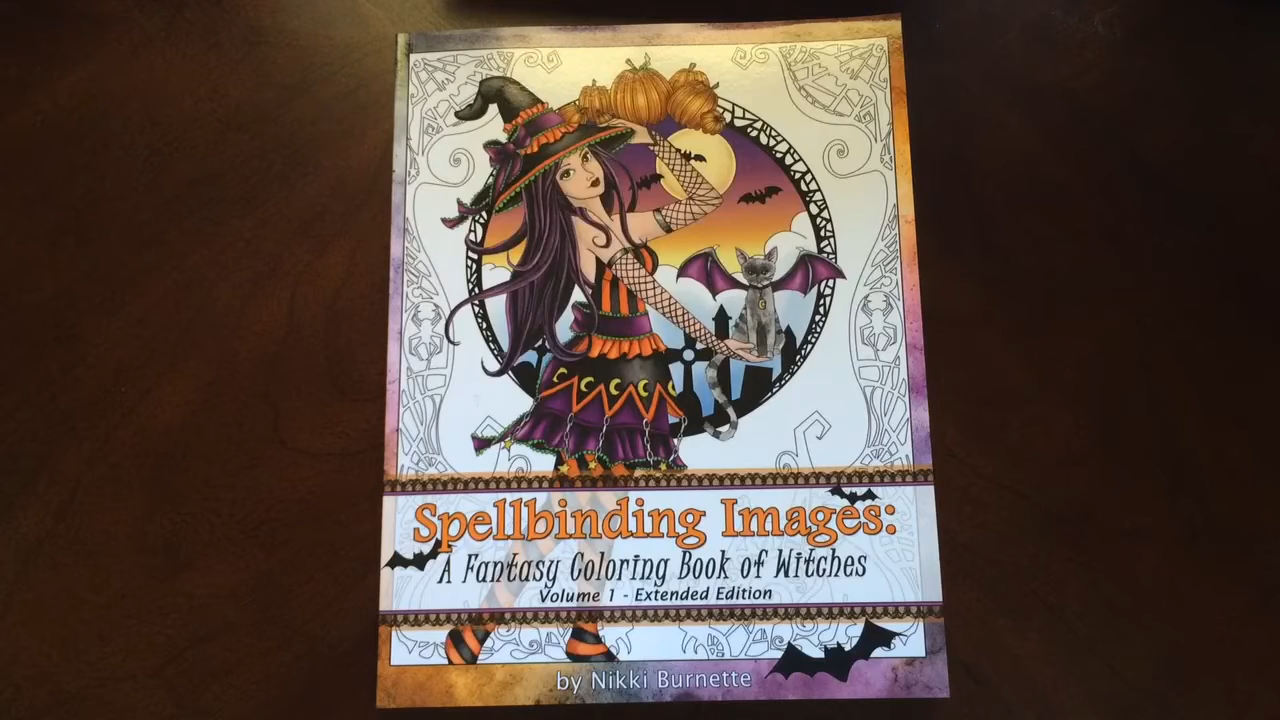 Spellbinding Images:
A Fantasy Coloring Book of Witches
Volume 1 - Extended Edition
by Nikki Burnette